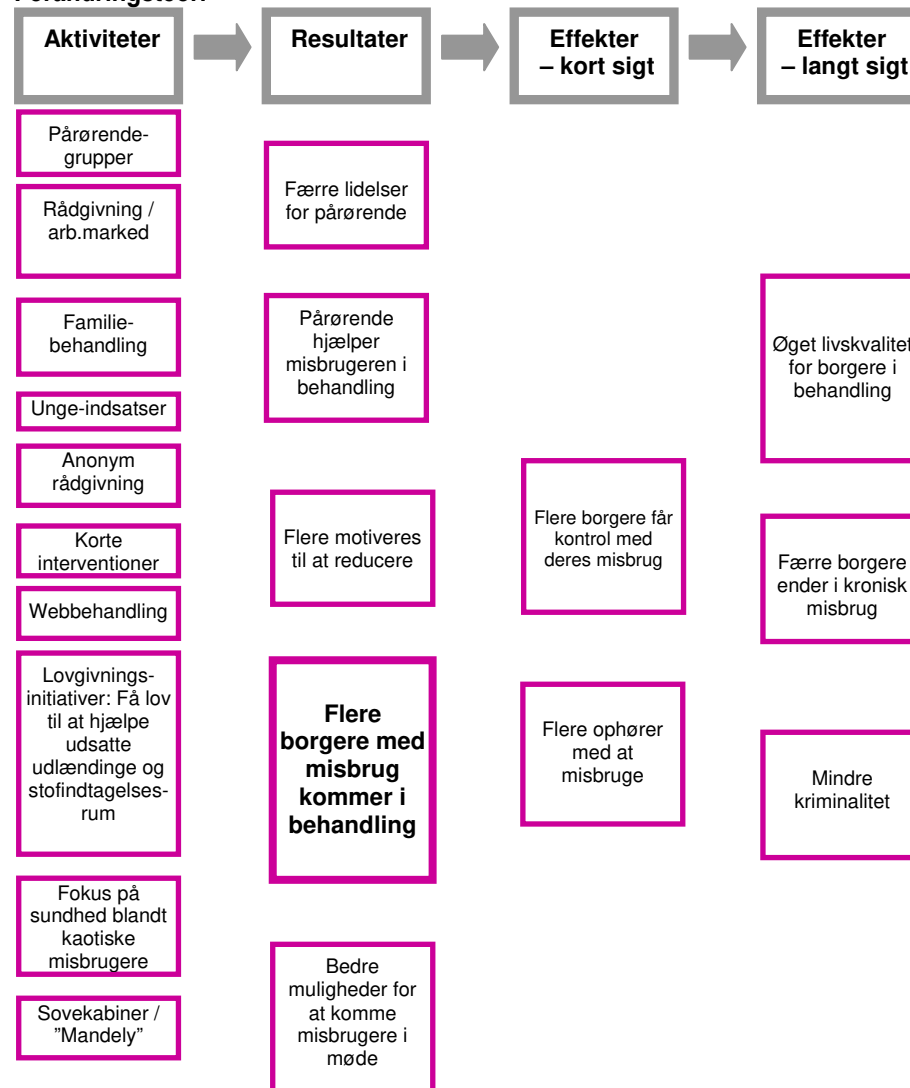 Aktiviteter
Resultater
Effekter
– kort sigt
Effekter
– langt sigt
Pårørende-
grupper
Rådgivning /
arb.marked
Familie-
behandling
Unge-indsatser
Anonym
rådgivning
Korte
interventioner
Webbehandling
Lovgivnings-
initiativer: Få lov
til at hjælpe
udsatte
udlændinge og
stofindtagelses-
rum
Fokus på
sundhed blandt
kaotiske
misbrugere
Sovekabiner /
”Mandely”
Færre lidelser
for pårørende
Pårørende
hjælper
misbrugeren i
behandling
Flere motiveres
til at reducere
Flere
borgere med
misbrug
kommer i
behandling
Bedre
muligheder for
at komme
misbrugere i
møde
Flere borgere får
kontrol med
deres misbrug
Flere ophører
med at
misbruge
Øget livskvalitet
for borgere i
behandling
Færre borgere
ender i kronisk
misbrug
Mindre
kriminalitet